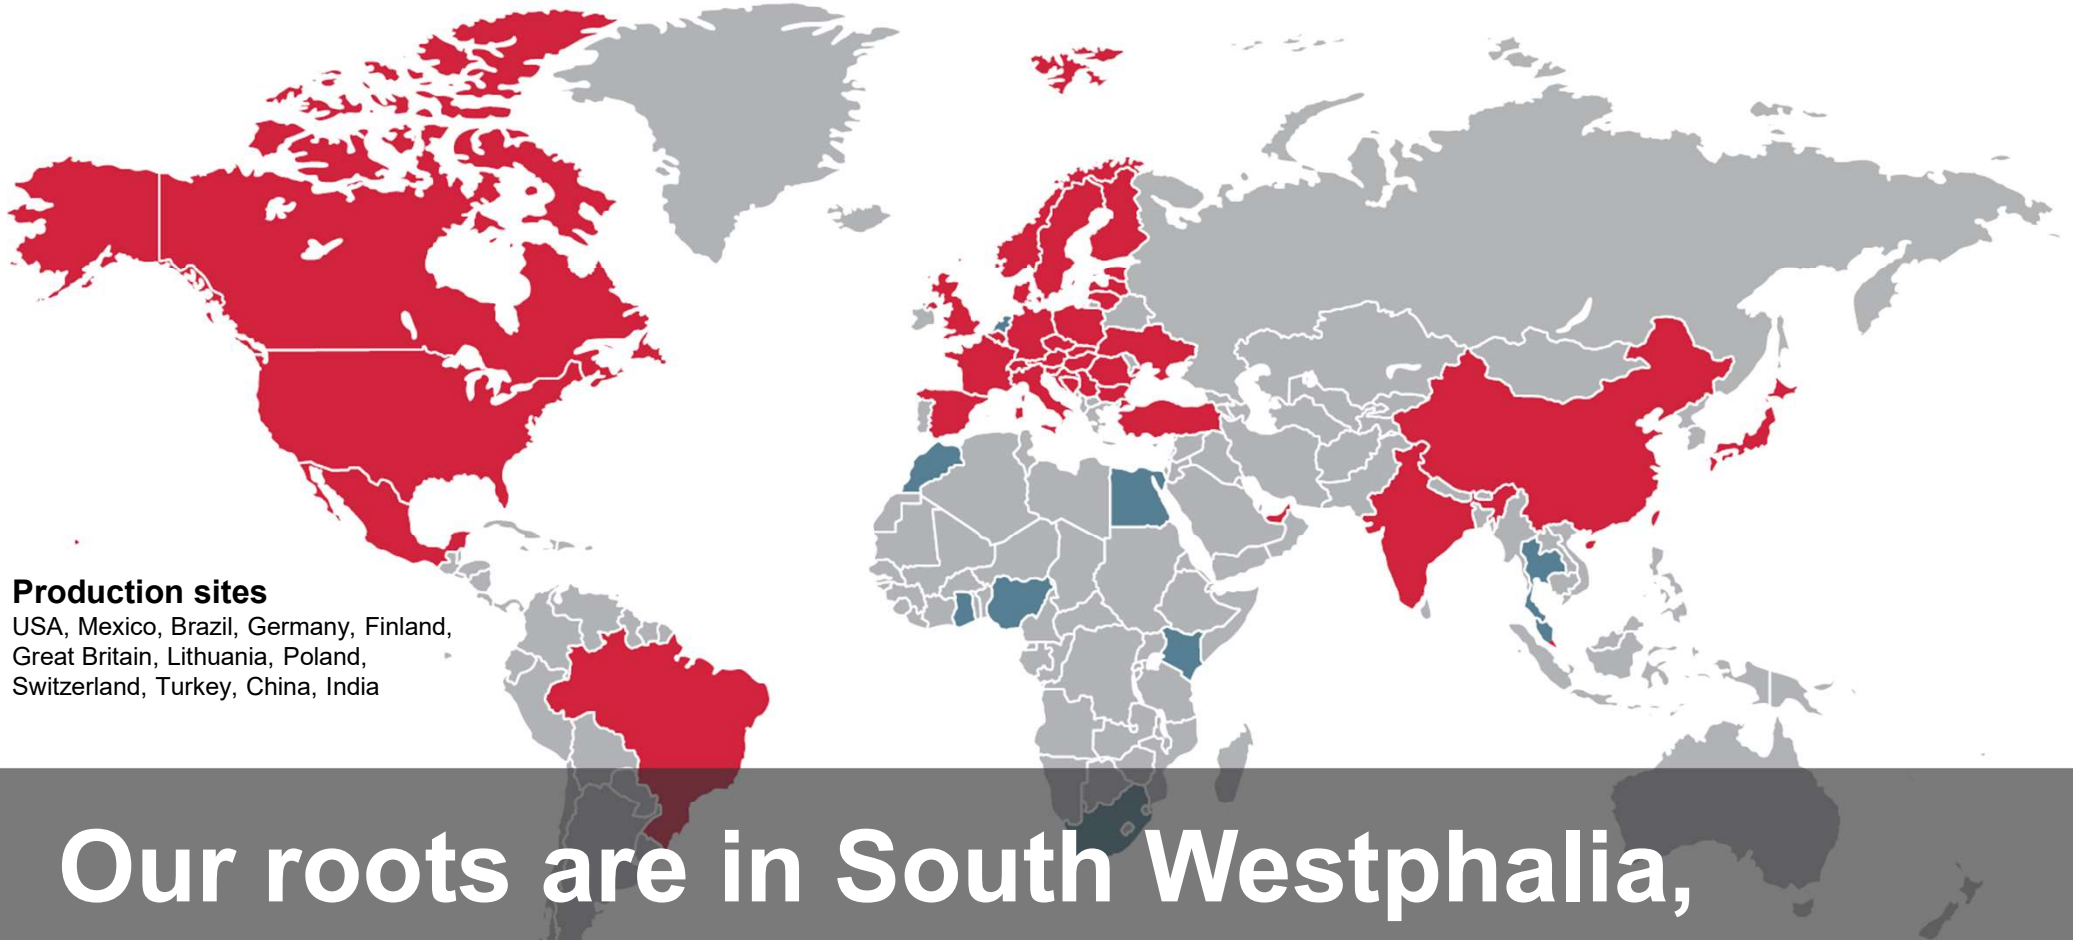 Production sites
USA, Mexico, Brazil, Germany, Finland,
Great Britain, Lithuania, Poland,
Switzerland, Turkey, China, India
Our roots are in South Westphalia,